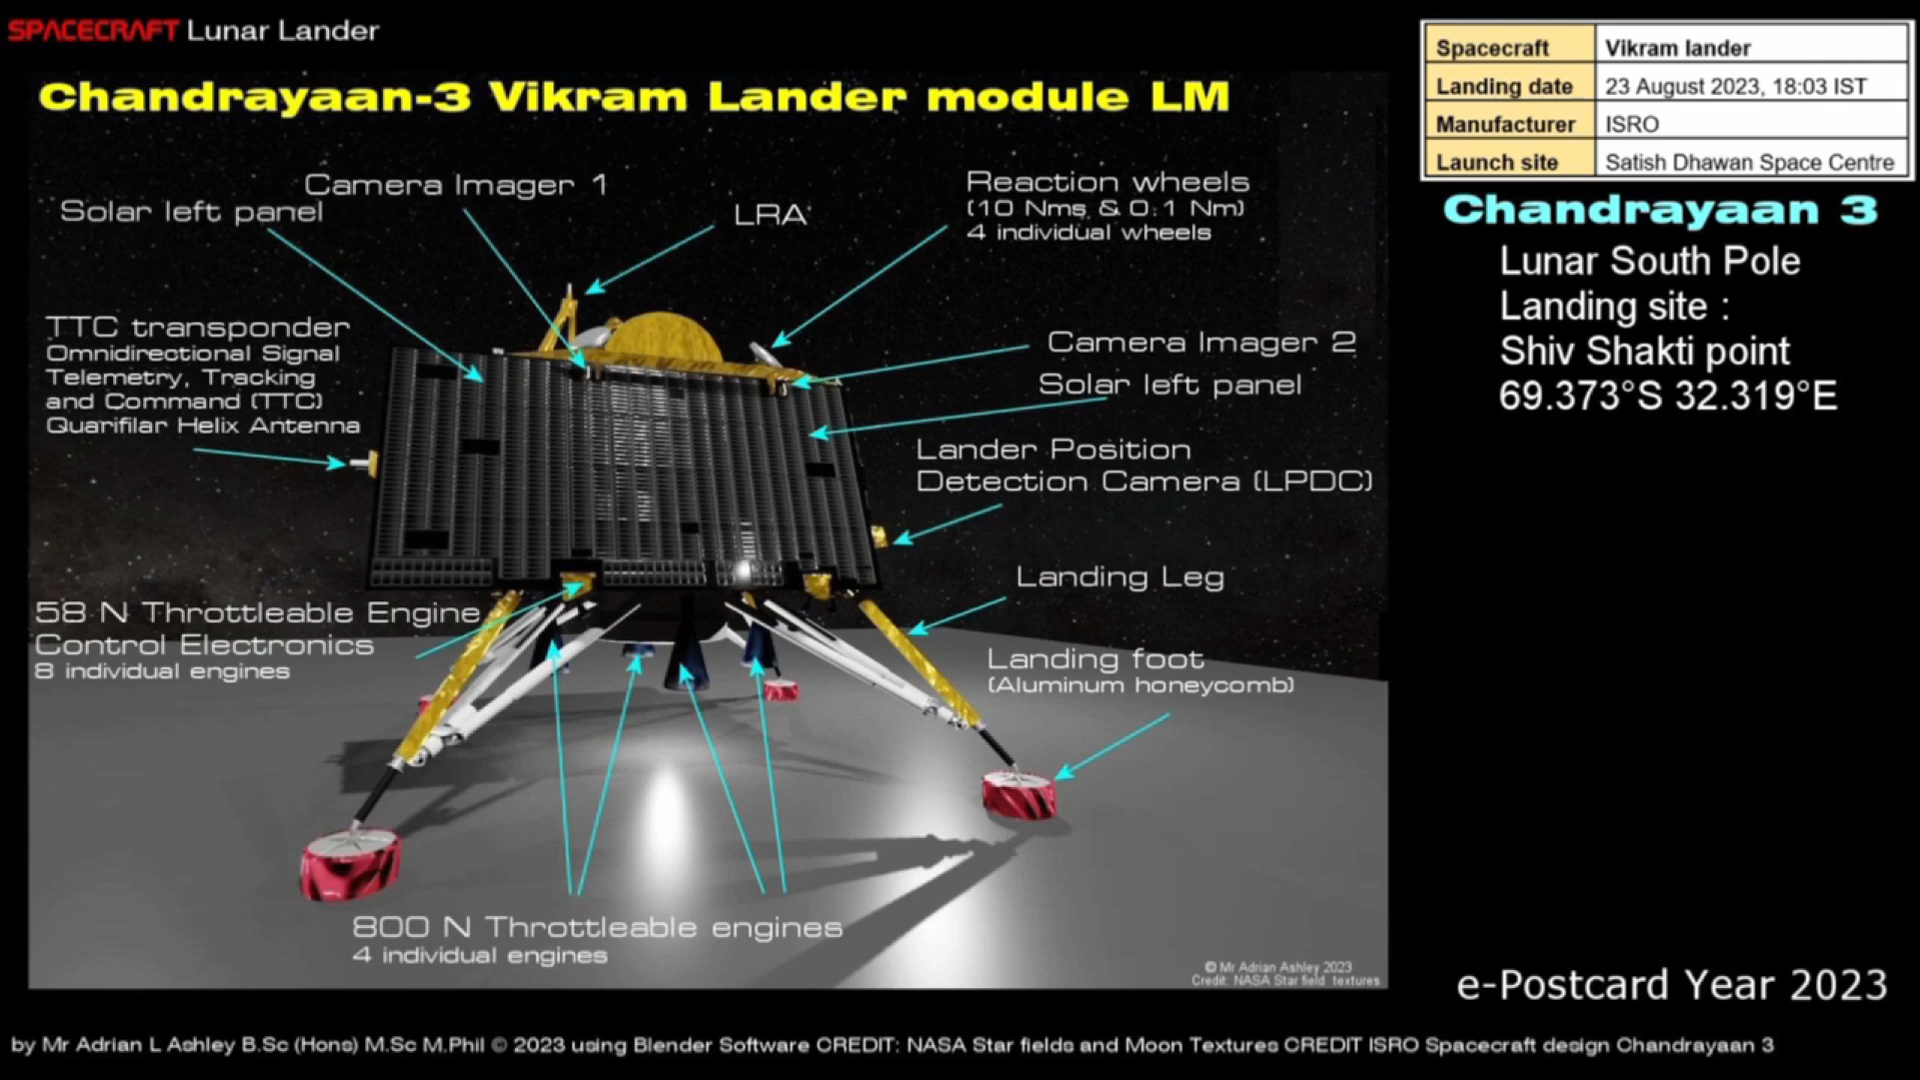 SPACECRAFT Lunar Lander
Chandrayaan-3 Vikram Lander module LM
Camera Imager 1
Solar left panel
LRA
Reaction wheels
(10 Nms & 0.1 Nm)
4 individual wheels
TTC transponder
Omnidirectional Signal
Telemetry, Tracking
and Command (TTC)
Quarifilar Helix Antenna
Camera Imager 2
Solar left panel
Lander Position
Detection Camera (LPDC)
Landing Leg
58 N Throttleable Engine
Control Electronics
8 individual engines
Landing foot
(Aluminum honeycomb)
800 N Throttleable engines
4 individual engines
© Mr Adrian Ashley 2023
Credit: NASA Star field textures
Spacecraft Vikram lander
Landing date 23 August 2023, 18:03 IST
Manufacturer ISRO
Launch site Satish Dhawan Space Centre
Chandrayaan 3
Lunar South Pole
Landing site :
Shiv Shakti point
69.373°S 32.319°E
e-Postcard Year 2023
by Mr Adrian L Ashley B.Sc (Hons) M.Sc M.Phil © 2023 using Blender Software CREDIT: NASA Star fields and Moon Textures CREDIT ISRO Spacecraft design Chandrayaan 3